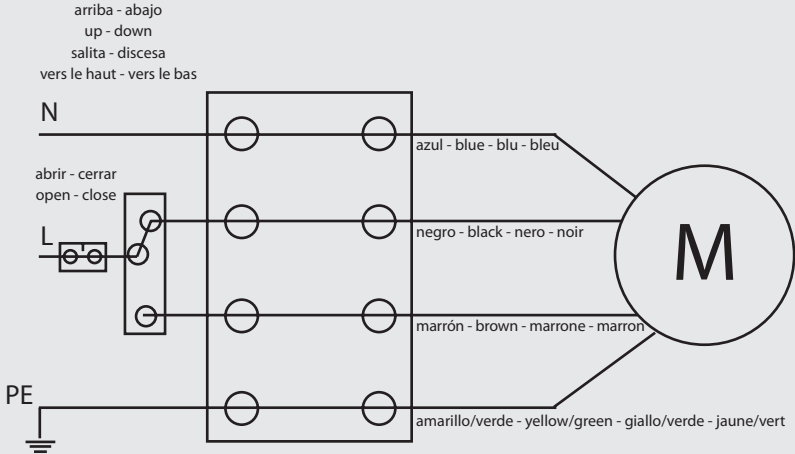 arriba - abajo
up - down
salita - discesa
vers le haut - vers le bas
N
azul - blue - blu - bleu
abrir - cerrar
open - close
L
negro - black - nero - noir
M
marrón - brown - marrone - marron
PE
amarillo/verde - yellow/green - giallo/verde - jaune/vert